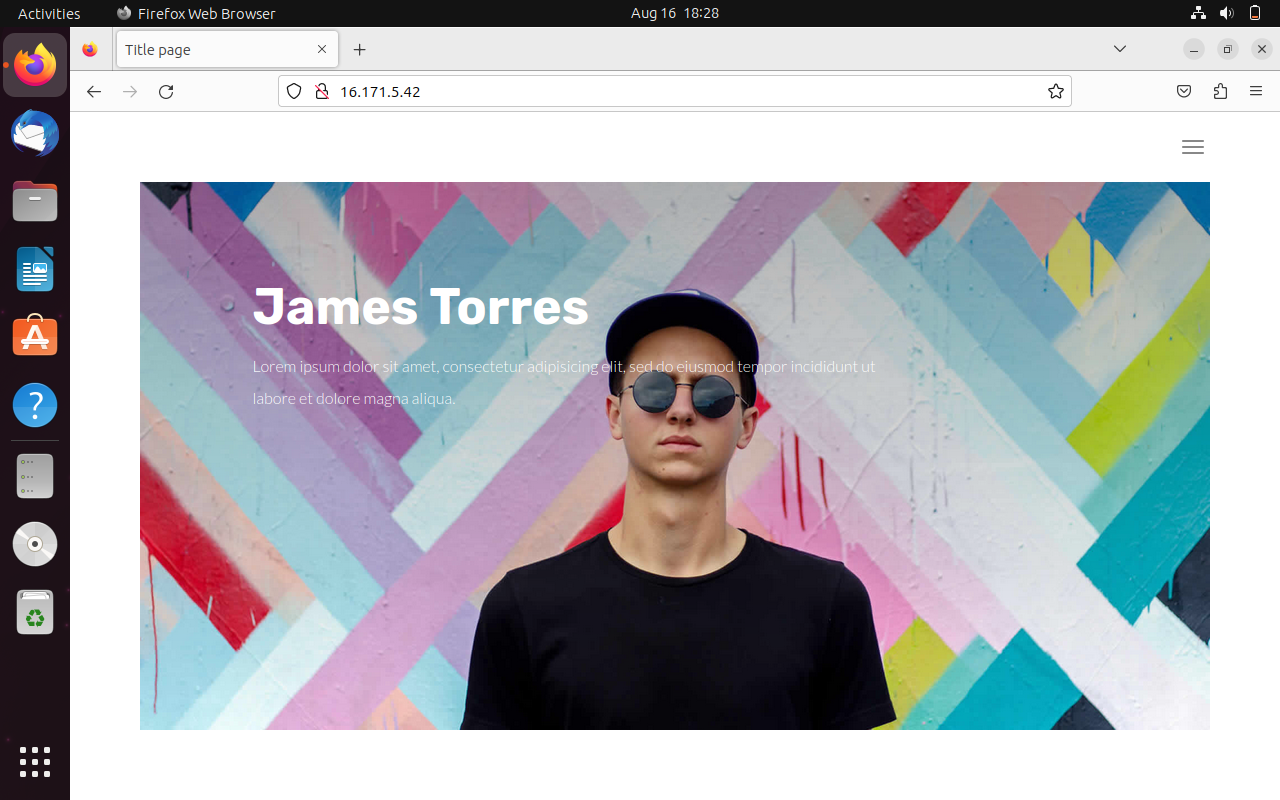 Activities
Firefox Web Browser
Aug 16 18:28
Title page
16.171.5.42
James Torres
Lorem ipsum dolor sit amet, consectetur adipisicing elit, sed do eiusmod tempor incididunt ut
labore et dolore magna aliqua.